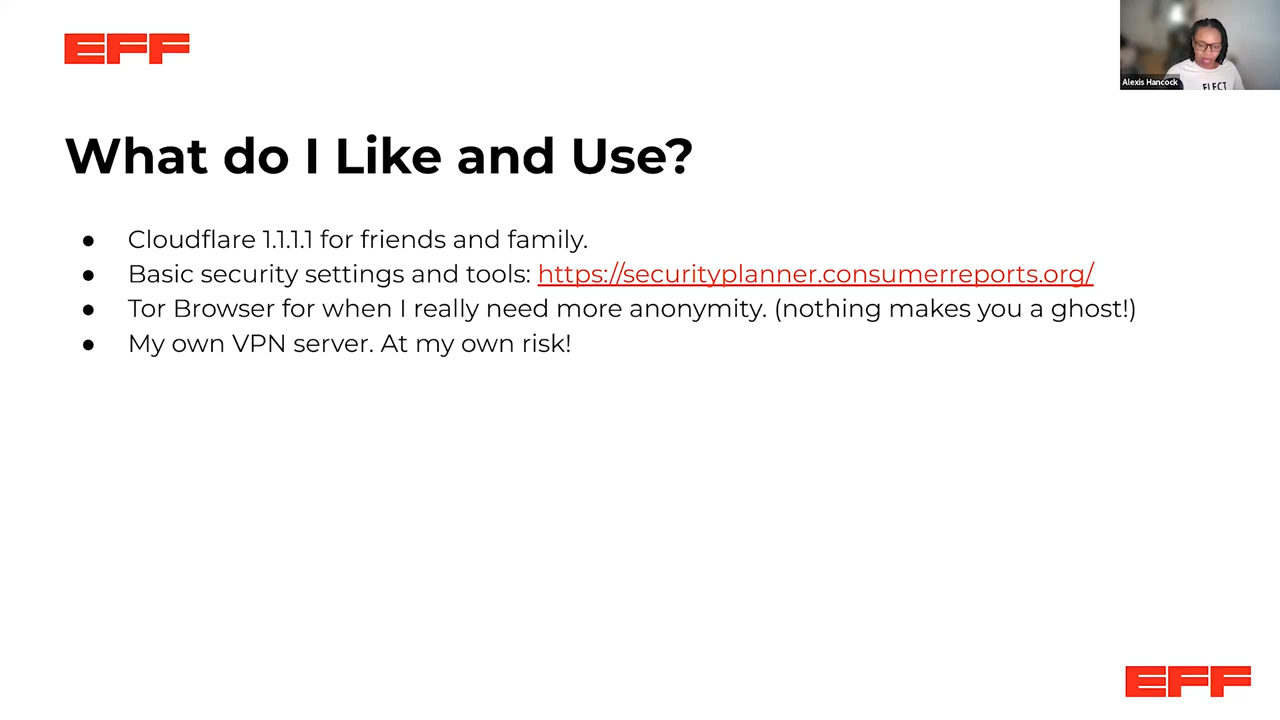 EFF
Alexis Hancock
ELECT
What do I Like and Use?
● Cloudflare 1.1.1.1 for friends and family.
● Basic security settings and tools: https://securityplanner.consumerreports.org/
● Tor Browser for when I really need more anonymity. (nothing makes you a ghost!)
● My own VPN server. At my own risk!
EFF